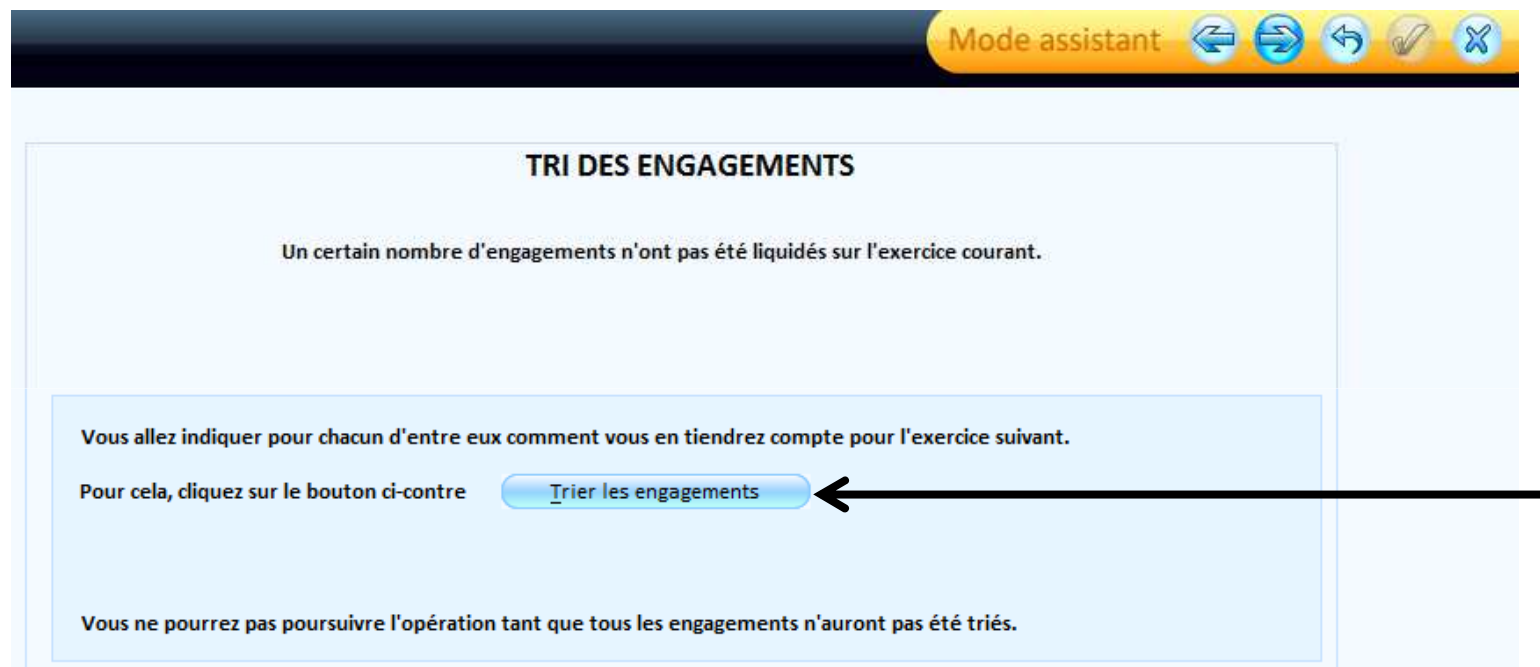 Mode assistant
TRI DES ENGAGEMENTS
Un certain nombre d'engagements n'ont pas été liquidés sur l'exercice courant.
Vous allez indiquer pour chacun d'entre eux comment vous en tiendrez compte pour l'exercice suivant.
Pour cela, cliquez sur le bouton ci-contre Trier les engagements
Vous ne pourrez pas poursuivre l'opération tant que tous les engagements n'auront pas été triés.